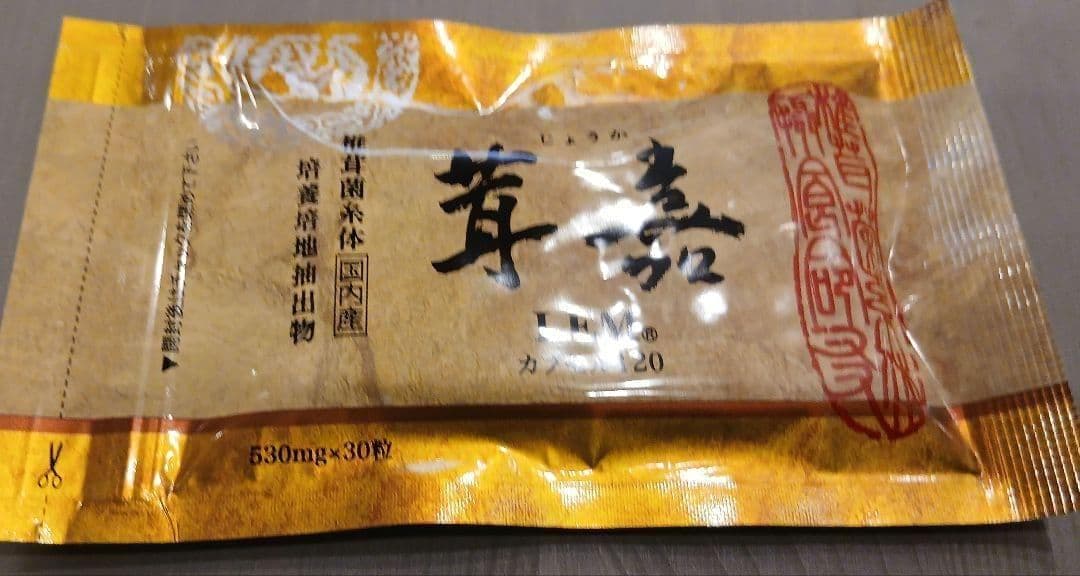 じょうか
茸嘉
LEM®
カプセル120
椎茸菌糸体 国内産
培養培地抽出物
530mg×30粒